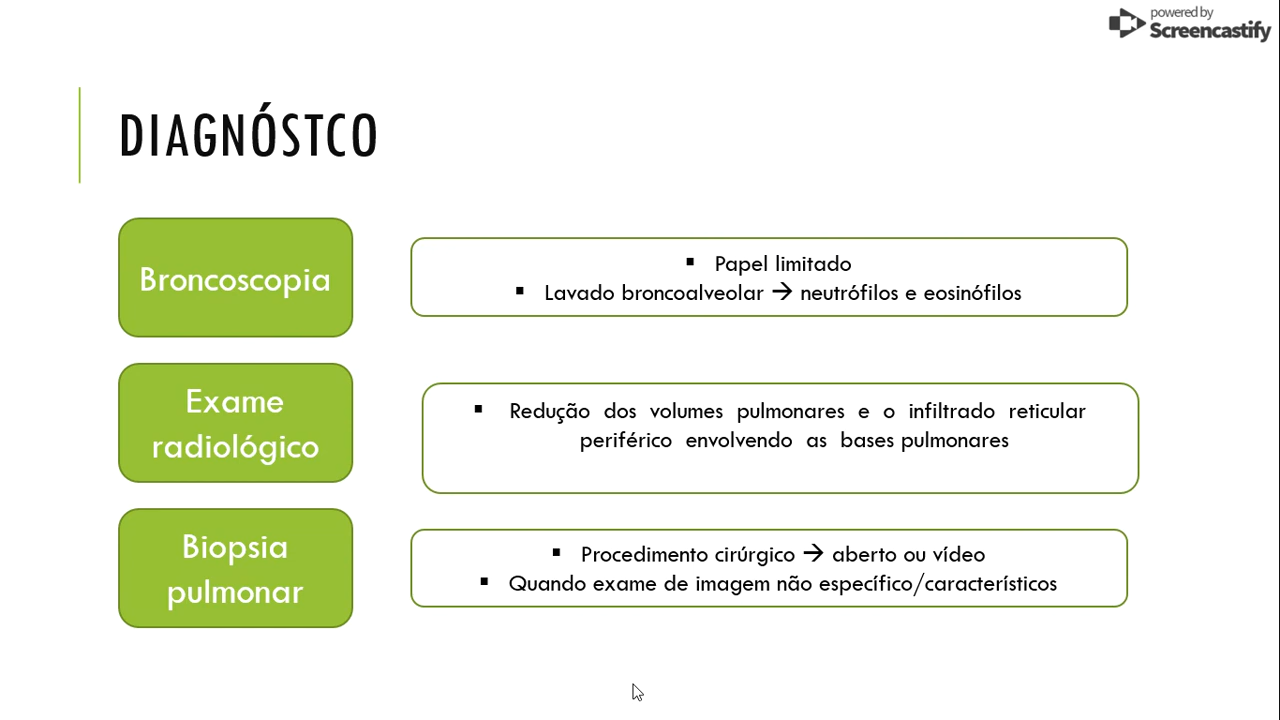 powered by
Screencastify
DIAGNÓSTCO
Broncoscopia
▪ Papel limitado
▪ Lavado broncoalveolar → neutrófilos e eosinófilos
Exame
radiológico
▪ Redução dos volumes pulmonares e o infiltrado reticular
periférico envolvendo as bases pulmonares
Biopsia
pulmonar
▪ Procedimento cirúrgico → aberto ou vídeo
▪ Quando exame de imagem não específico/característicos